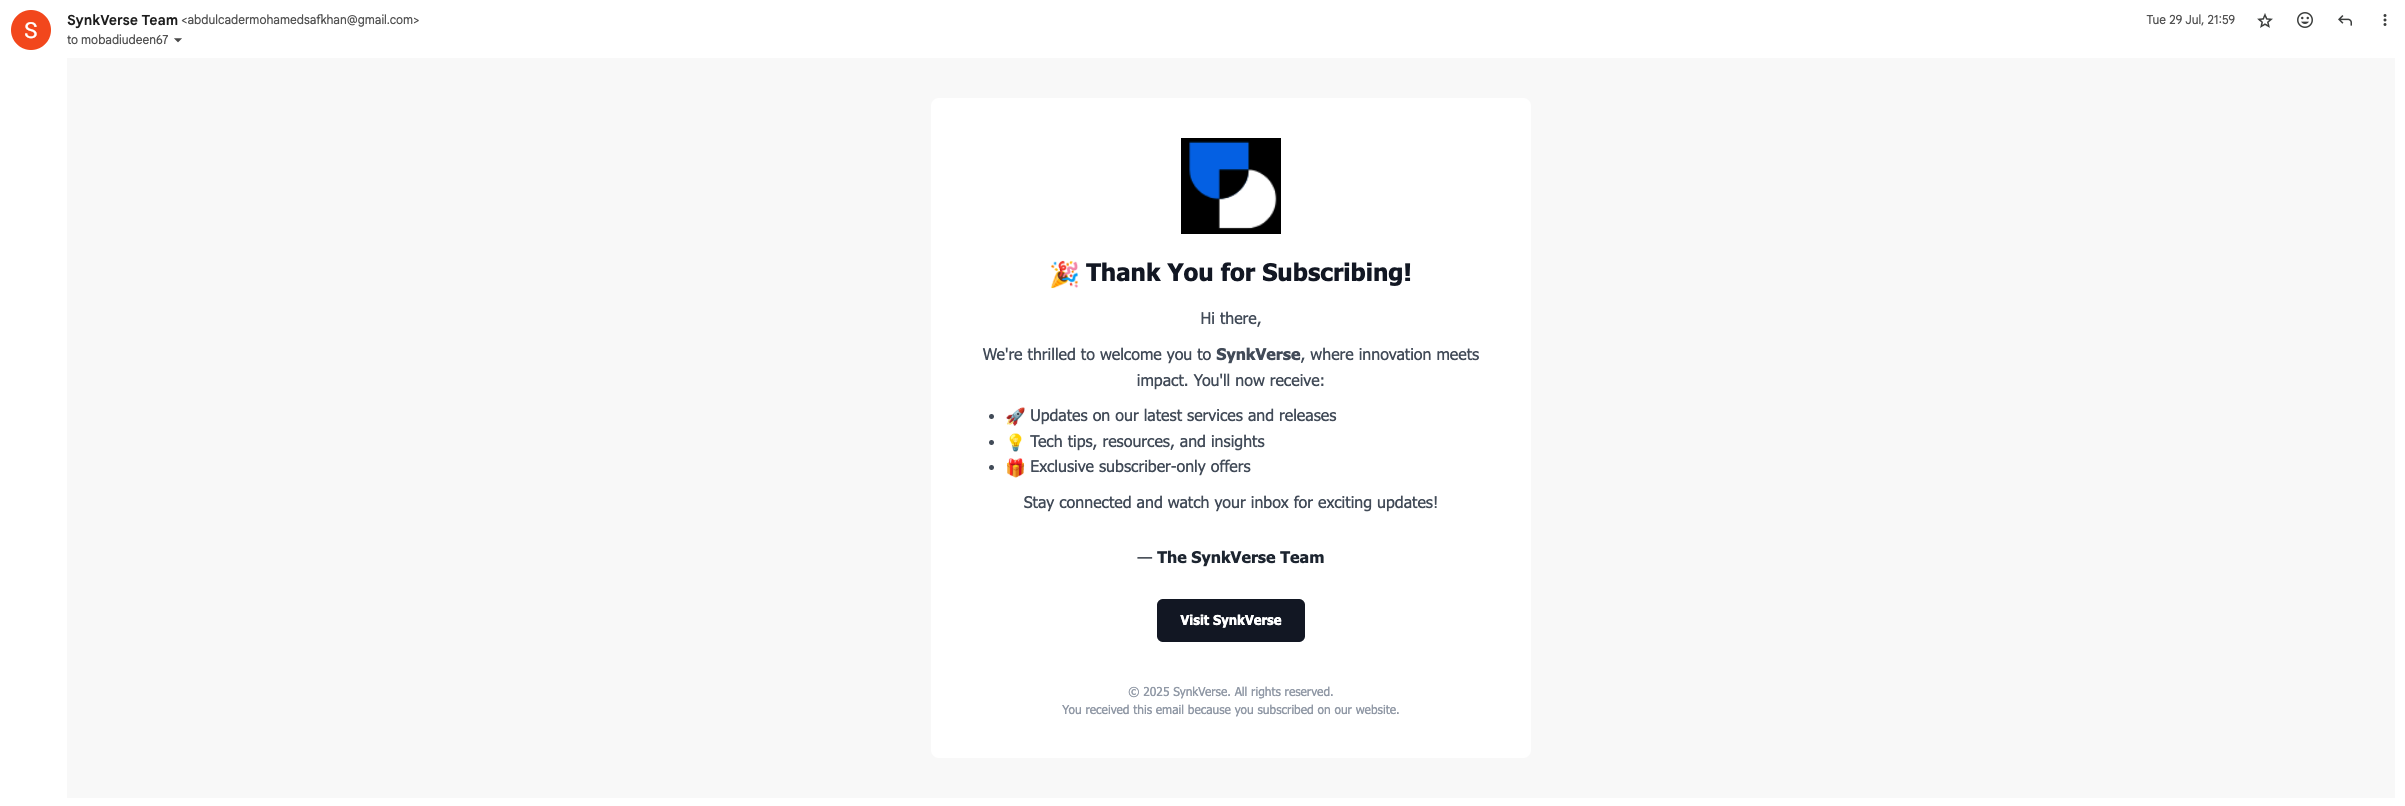 S
SynkVerse Team <abdulcadermohamedsafkhan@gmail.com>
Tue 29 Jul, 21:59
to mobadiudeen67
🎉 Thank You for Subscribing!
Hi there,
We're thrilled to welcome you to SynkVerse, where innovation meets
impact. You'll now receive:
• 🚀 Updates on our latest services and releases
• 💡 Tech tips, resources, and insights
• 🎁 Exclusive subscriber-only offers
Stay connected and watch your inbox for exciting updates!
— The SynkVerse Team
Visit SynkVerse
© 2025 SynkVerse. All rights reserved.
You received this email because you subscribed on our website.